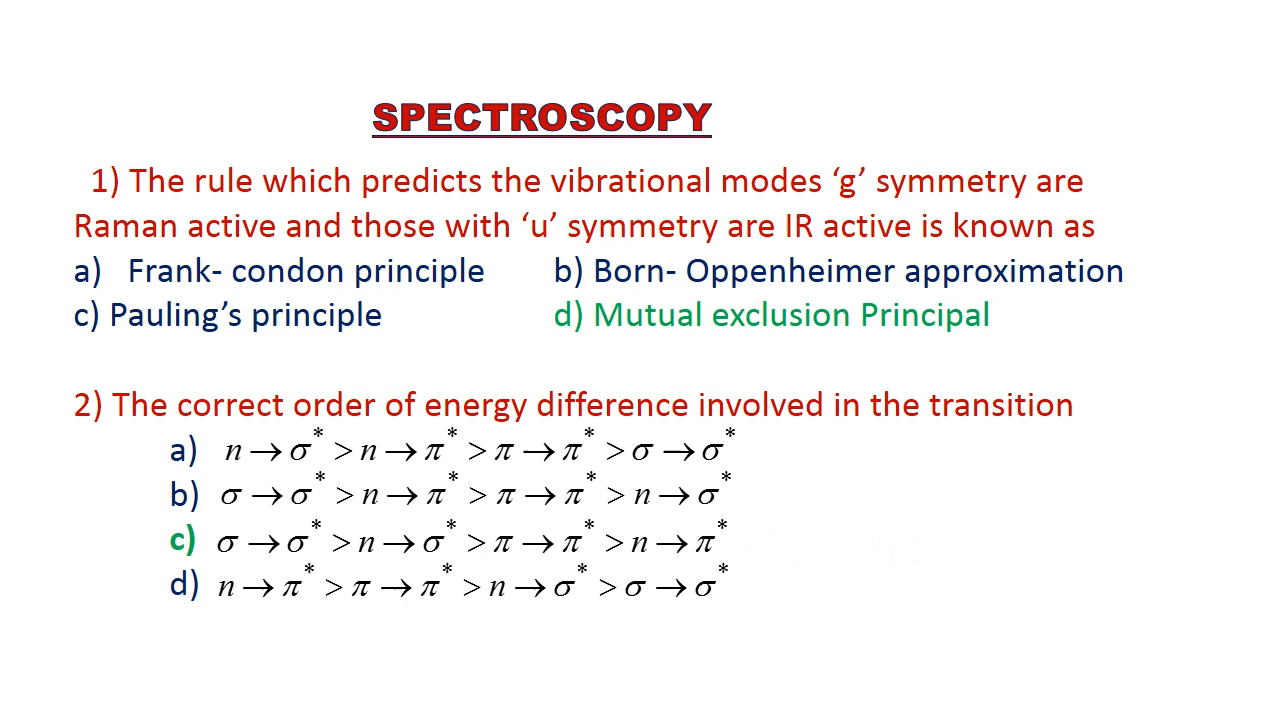 SPECTROSCOPY
1) The rule which predicts the vibrational modes ‘g’ symmetry are
Raman active and those with ‘u’ symmetry are IR active is known as
a) Frank- condon principle b) Born- Oppenheimer approximation
c) Pauling’s principle d) Mutual exclusion Principal
2) The correct order of energy difference involved in the transition
a) n → σ* > n → π* > π → π* > σ → σ*
b) σ → σ* > n → π* > π → π* > n → σ*
c) σ → σ* > n → σ* > π → π* > n → π*
d) n → π* > π → π* > n → σ* > σ → σ*